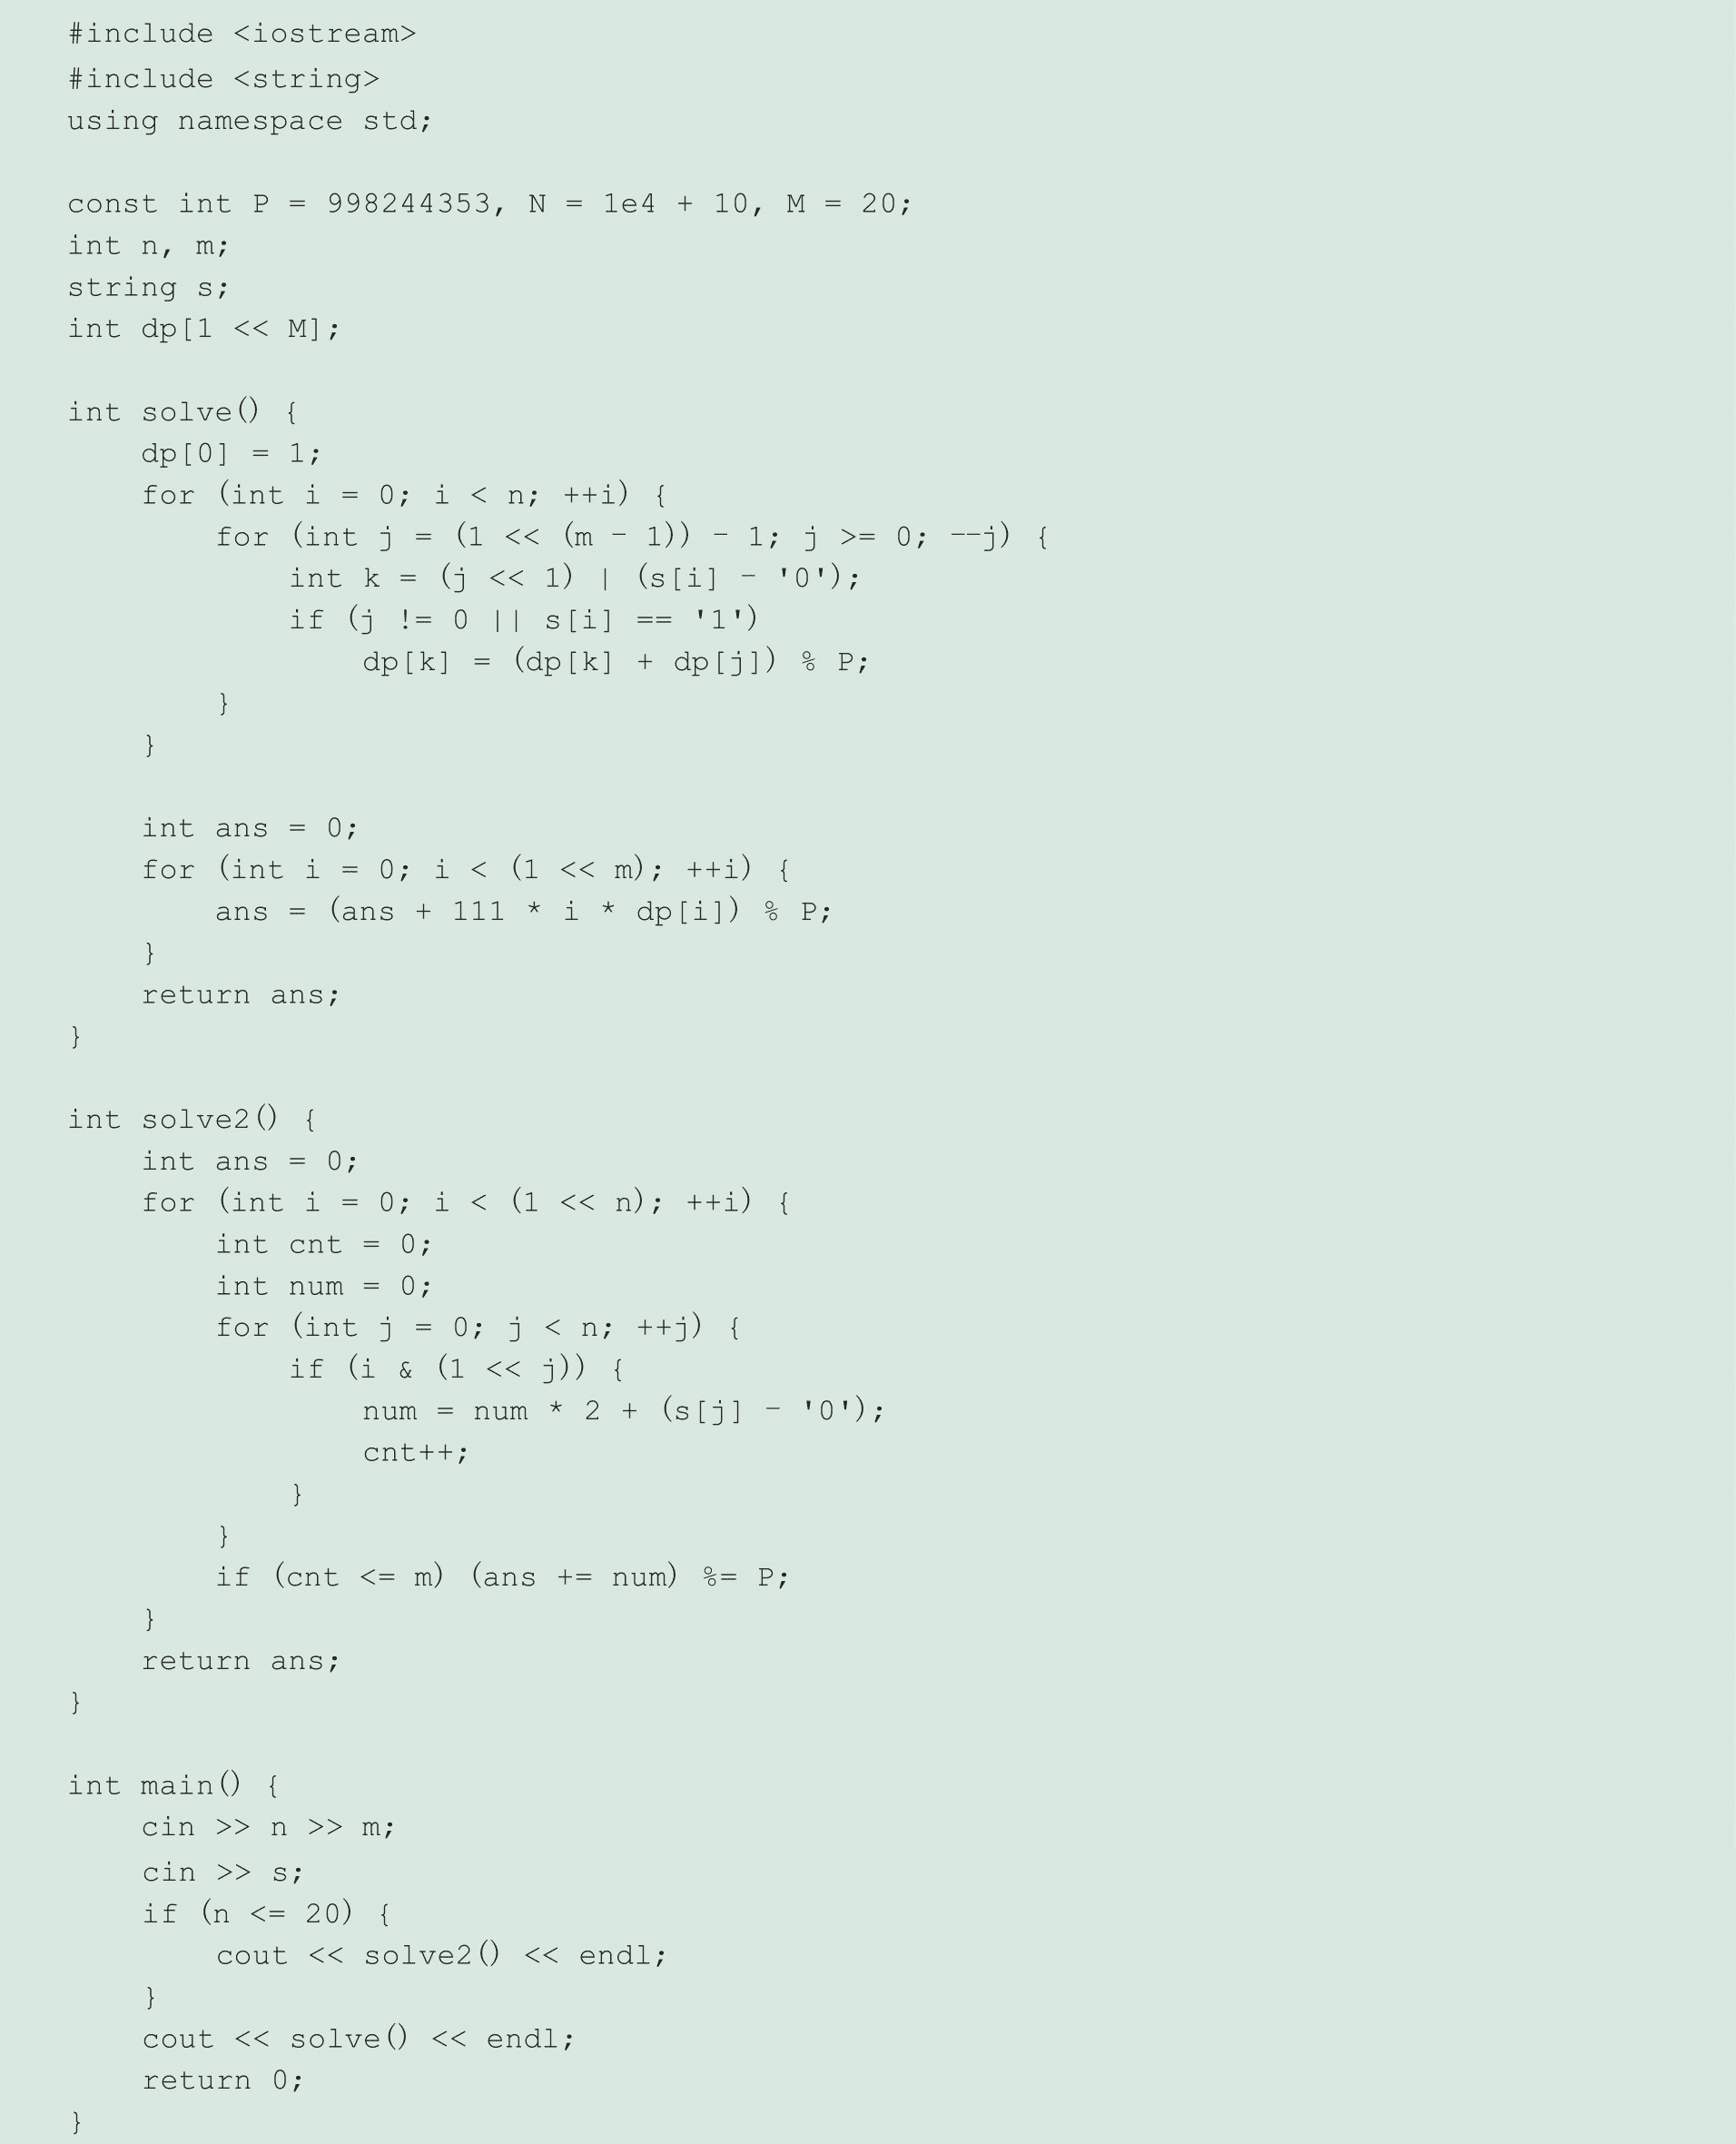 #include <iostream>
#include <string>
using namespace std;

const int P = 998244353, N = 1e4 + 10, M = 20;
int n, m;
string s;
int dp[1 << M];

int solve() {
    dp[0] = 1;
    for (int i = 0; i < n; ++i) {
        for (int j = (1 << (m - 1)) - 1; j >= 0; --j) {
            int k = (j << 1) | (s[i] - '0');
            if (j != 0 || s[i] == '1')
                dp[k] = (dp[k] + dp[j]) % P;
        }
    }

    int ans = 0;
    for (int i = 0; i < (1 << m); ++i) {
        ans = (ans + 111 * i * dp[i]) % P;
    }
    return ans;
}

int solve2() {
    int ans = 0;
    for (int i = 0; i < (1 << n); ++i) {
        int cnt = 0;
        int num = 0;
        for (int j = 0; j < n; ++j) {
            if (i & (1 << j)) {
                num = num * 2 + (s[j] - '0');
                cnt++;
            }
        }
        if (cnt <= m) (ans += num) %= P;
    }
    return ans;
}

int main() {
    cin >> n >> m;
    cin >> s;
    if (n <= 20) {
        cout << solve2() << endl;
    }
    cout << solve() << endl;
    return 0;
}